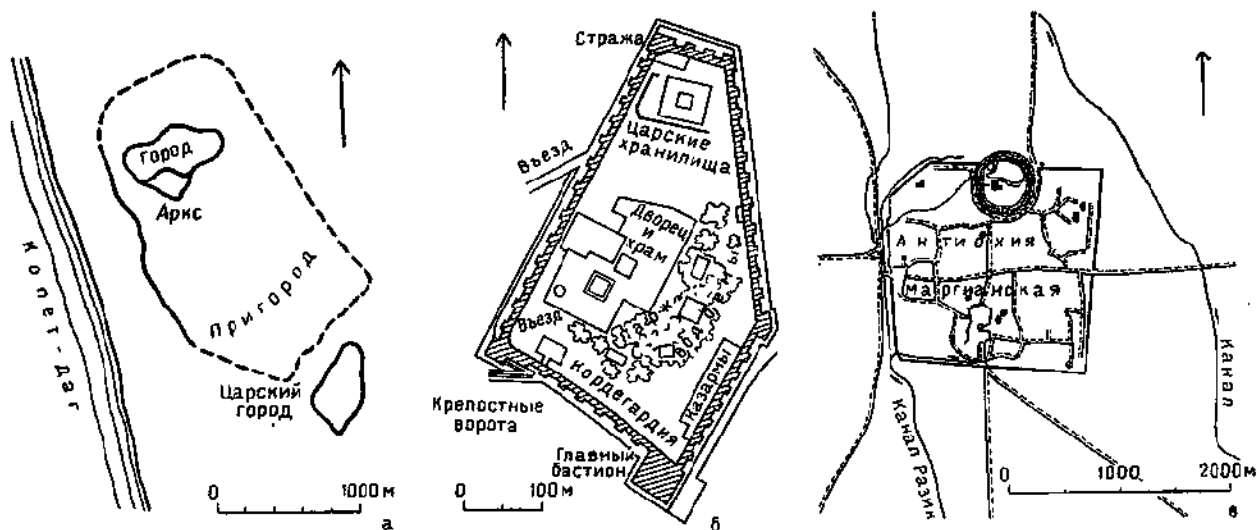 Город
Аркс
Пригород
Копет-даг
Царский
город
0 1000 м
а
Стража
Въезд
Царские
хранилища
Дворец
и
храм
Въезд
Кордегардия
Казармы
Крепостные
ворота
Главный
бастион
0 100 м
б
Антиохия
Маргианская
Канал
Канал Разик
0 1000 2000 м
в